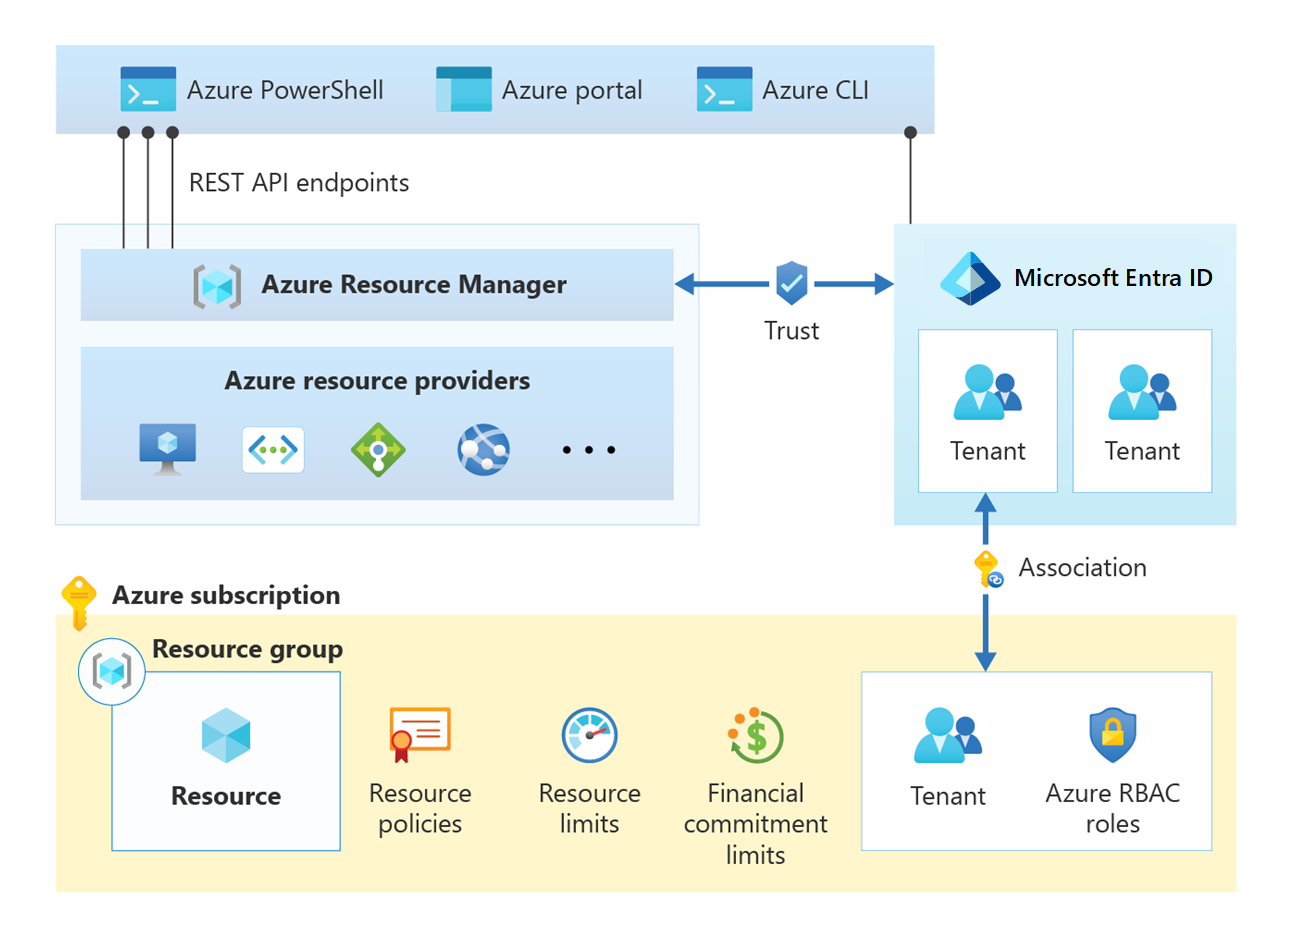 Azure PowerShell
Azure portal
Azure CLI
REST API endpoints
Azure Resource Manager
Trust
Microsoft Entra ID
Azure resource providers
Tenant
Tenant
Association
Azure subscription
Resource group
Resource
Resource
policies
Resource
limits
Financial
commitment
limits
Tenant
Azure RBAC
roles